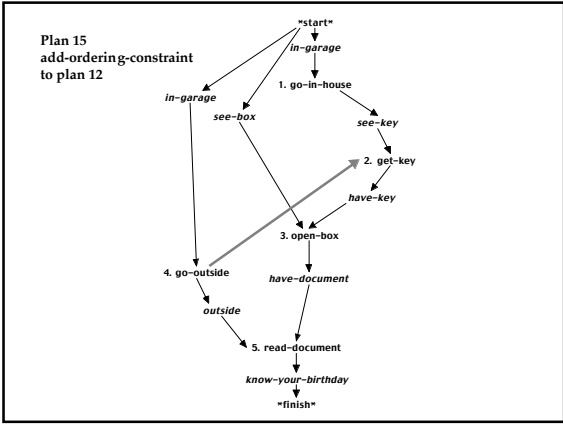 Plan 15
add-ordering-constraint
to plan 12
*start*
in-garage
1. go-in-house
in-garage
see-box
see-key
2. get-key
have-key
3. open-box
4. go-outside
have-document
outside
5. read-document
know-your-birthday
*finish*